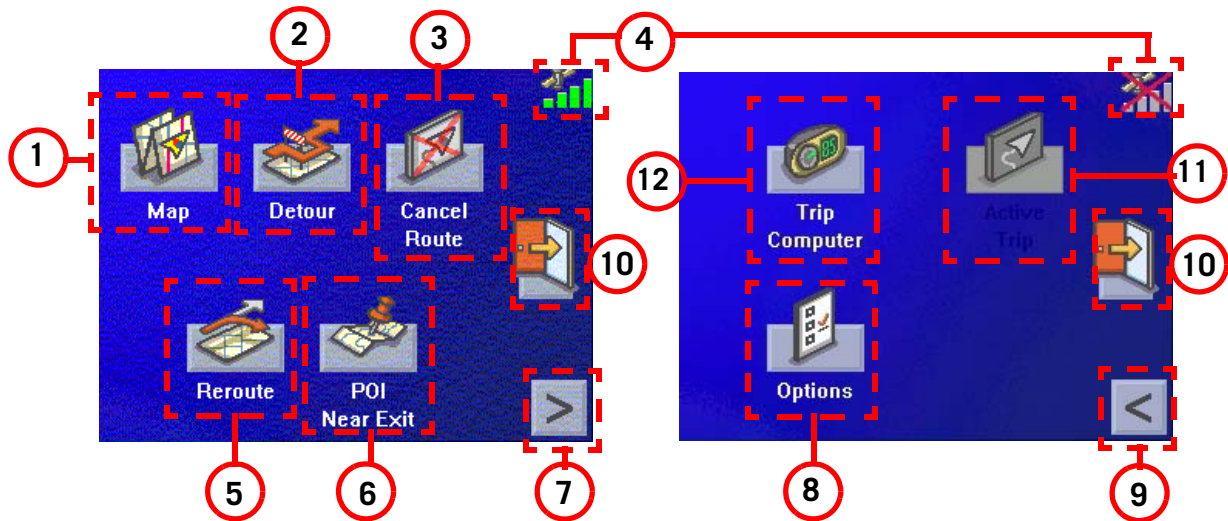 2
3
4
1
Map
Detour
Cancel
Route
10
Reroute
POI
Near Exit
>
5
6
7
12
85
Trip
Computer
Active
Trip
11
10
Options
<
8
9